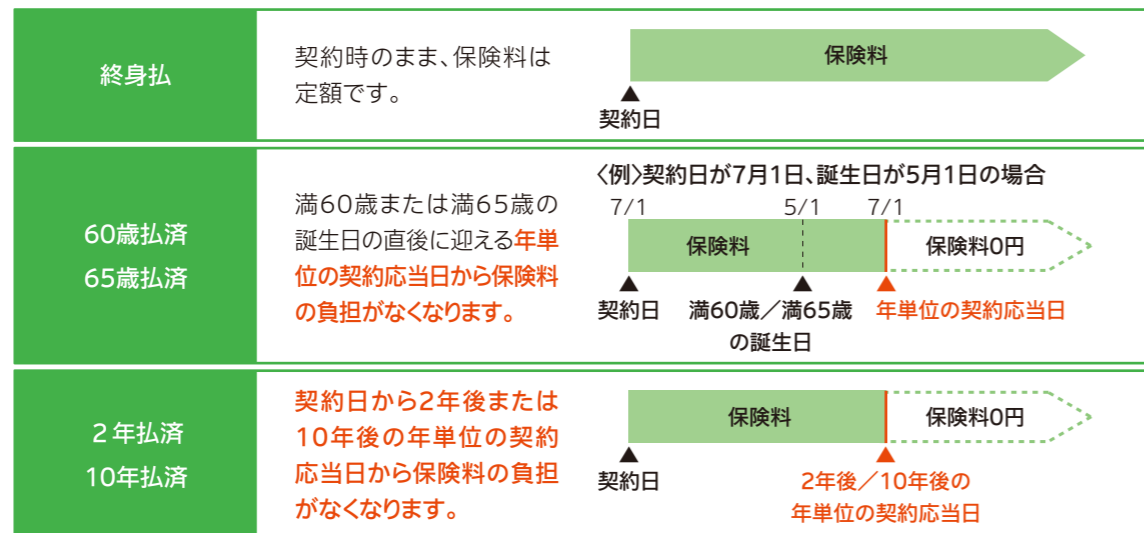 終身払
契約時のまま、保険料は
定額です。
保険料
契約日
60歳払済
65歳払済
満60歳または満65歳の
誕生日の直後に迎える年単
位の契約応当日から保険料
の負担がなくなります。
〈例〉契約日が7月1日、誕生日が5月1日の場合
7/1 5/1 7/1
保険料 保険料0円
契約日 満60歳／満65歳 年単位の契約応当日
の誕生日
2年払済
10年払済
契約日から2年後または
10年後の年単位の契約
応当日から保険料の負担
がなくなります。
保険料 保険料0円
契約日 2年後／10年後の
年単位の契約応当日